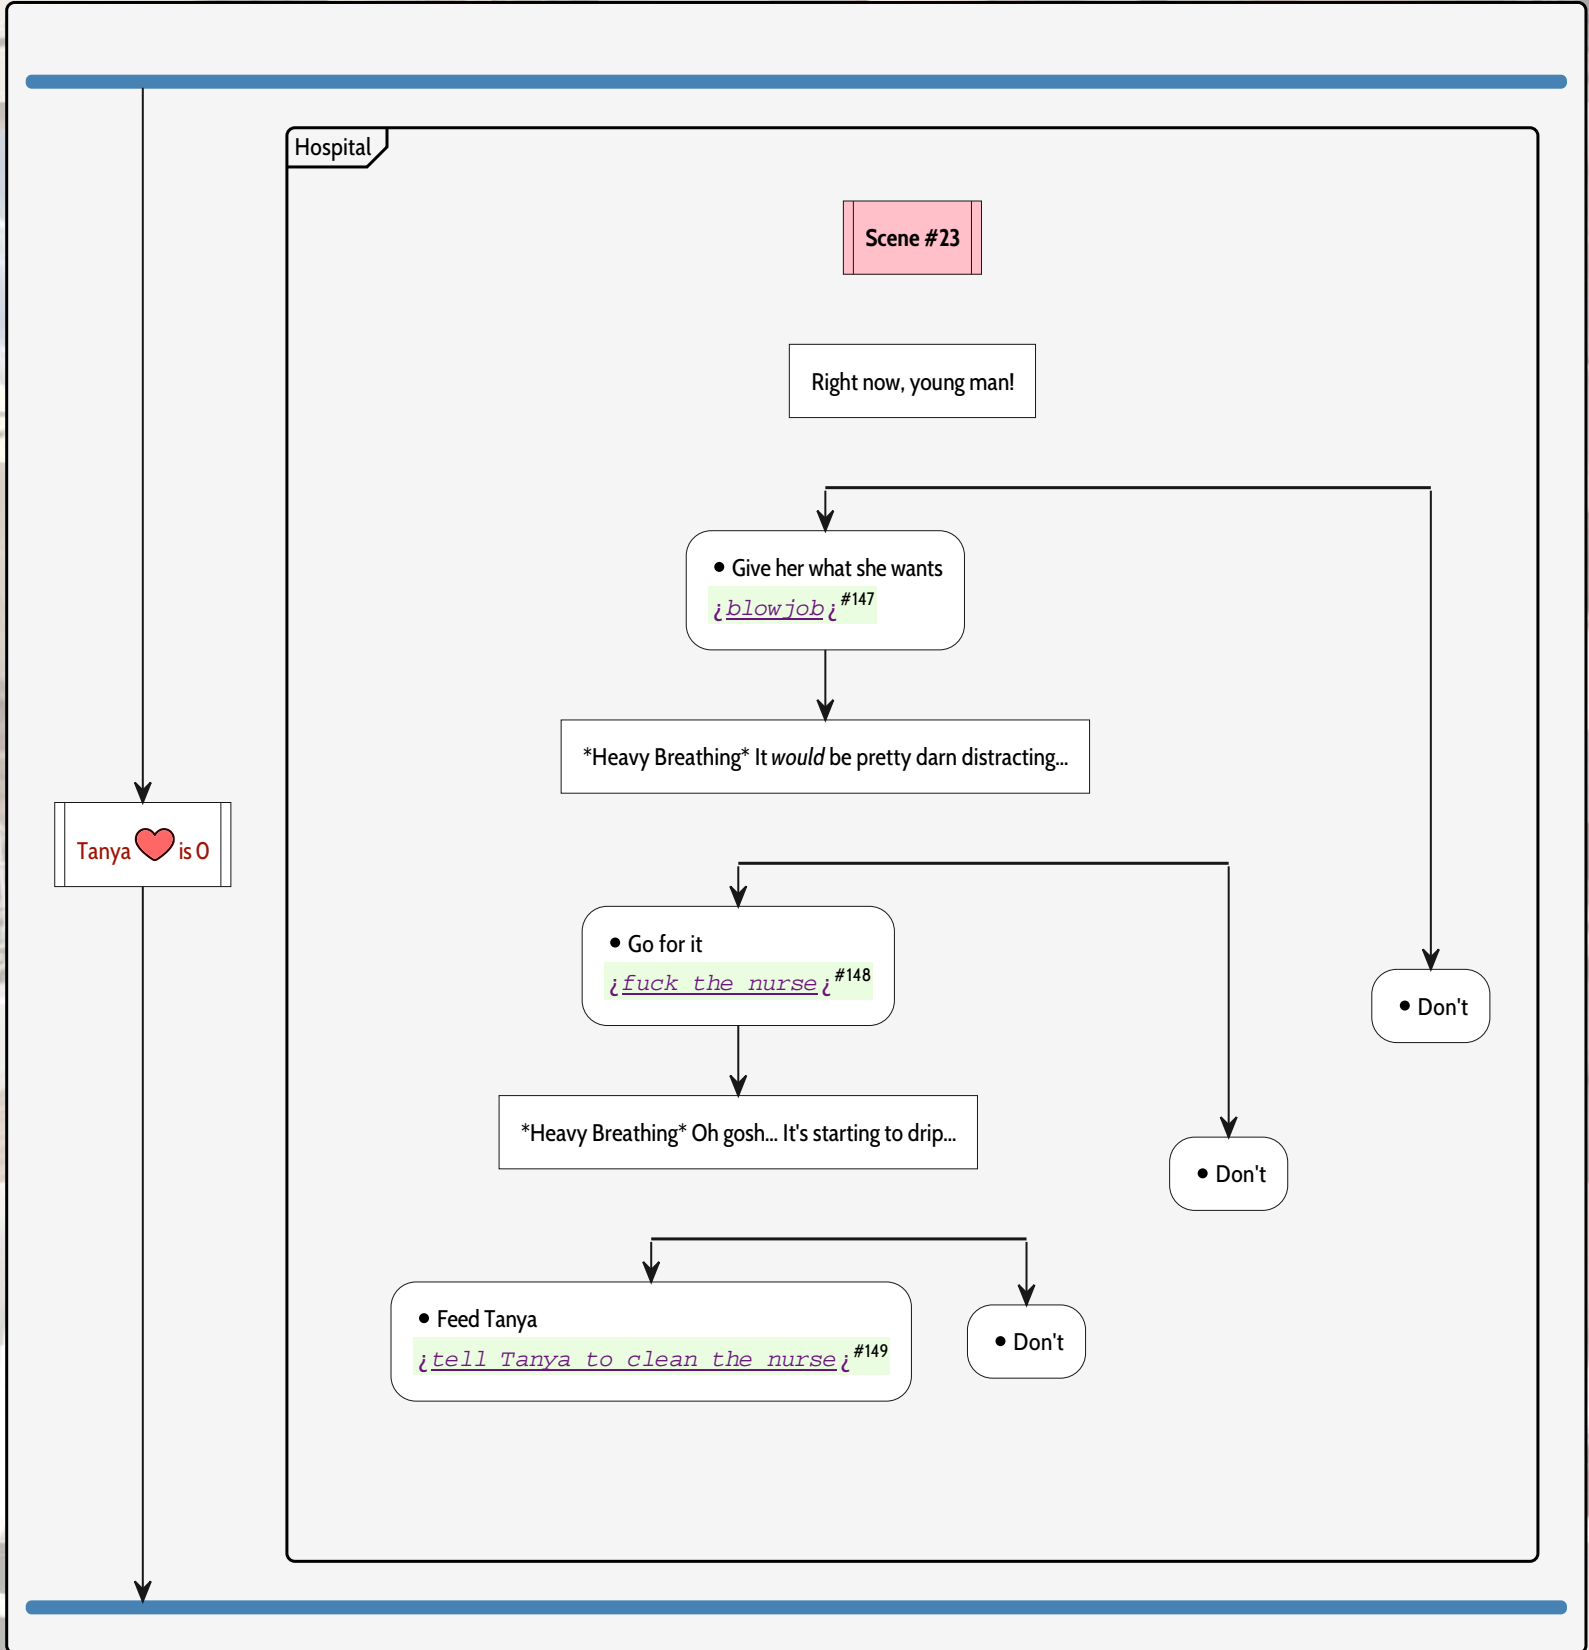 Hospital
Scene #23
Right now, young man!
• Give her what she wants
¿blowjob¿#147
*Heavy Breathing* It would be pretty darn distracting...
Tanya ❤ is 0
• Go for it
¿fuck the nurse¿#148
• Don't
*Heavy Breathing* Oh gosh... It's starting to drip...
• Don't
• Feed Tanya
¿tell Tanya to clean the nurse¿#149
• Don't